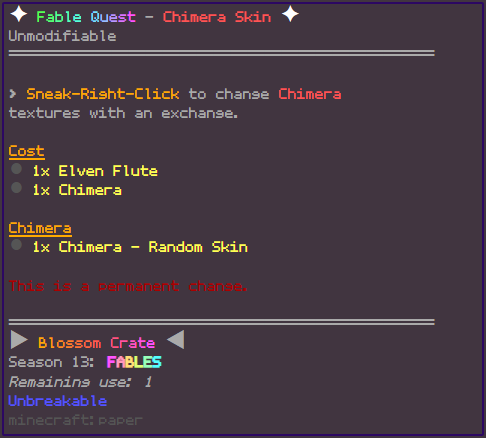 ✦ Fable Quest - Chimera Skin ✦
Unmodifiable
> Sneak-Right-Click to change Chimera
textures with an exchange.
Cost
● 1x Elven Flute
● 1x Chimera
Chimera
● 1x Chimera - Random Skin
This is a permanent change.
▶ Blossom Crate ◀
Season 13: FABLES
Remaining use: 1
Unbreakable
minecraft:paper